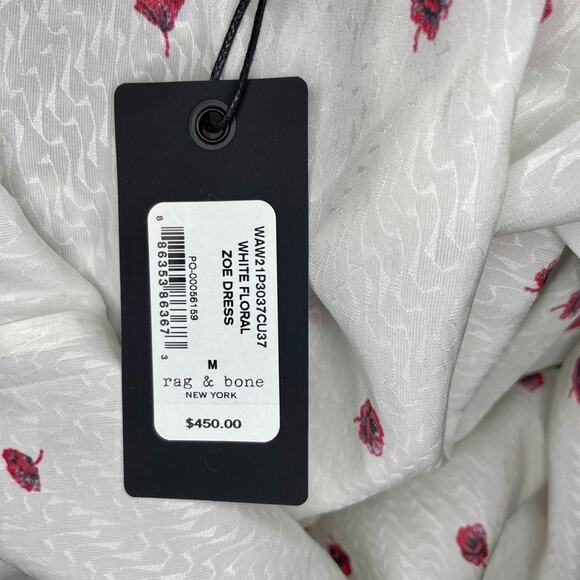 WAW21P3037CU37
WHITE FLORAL
ZOE DRESS
PO-00056159
8 86353 86367 3
M
rag & bone
NEW YORK
$450.00